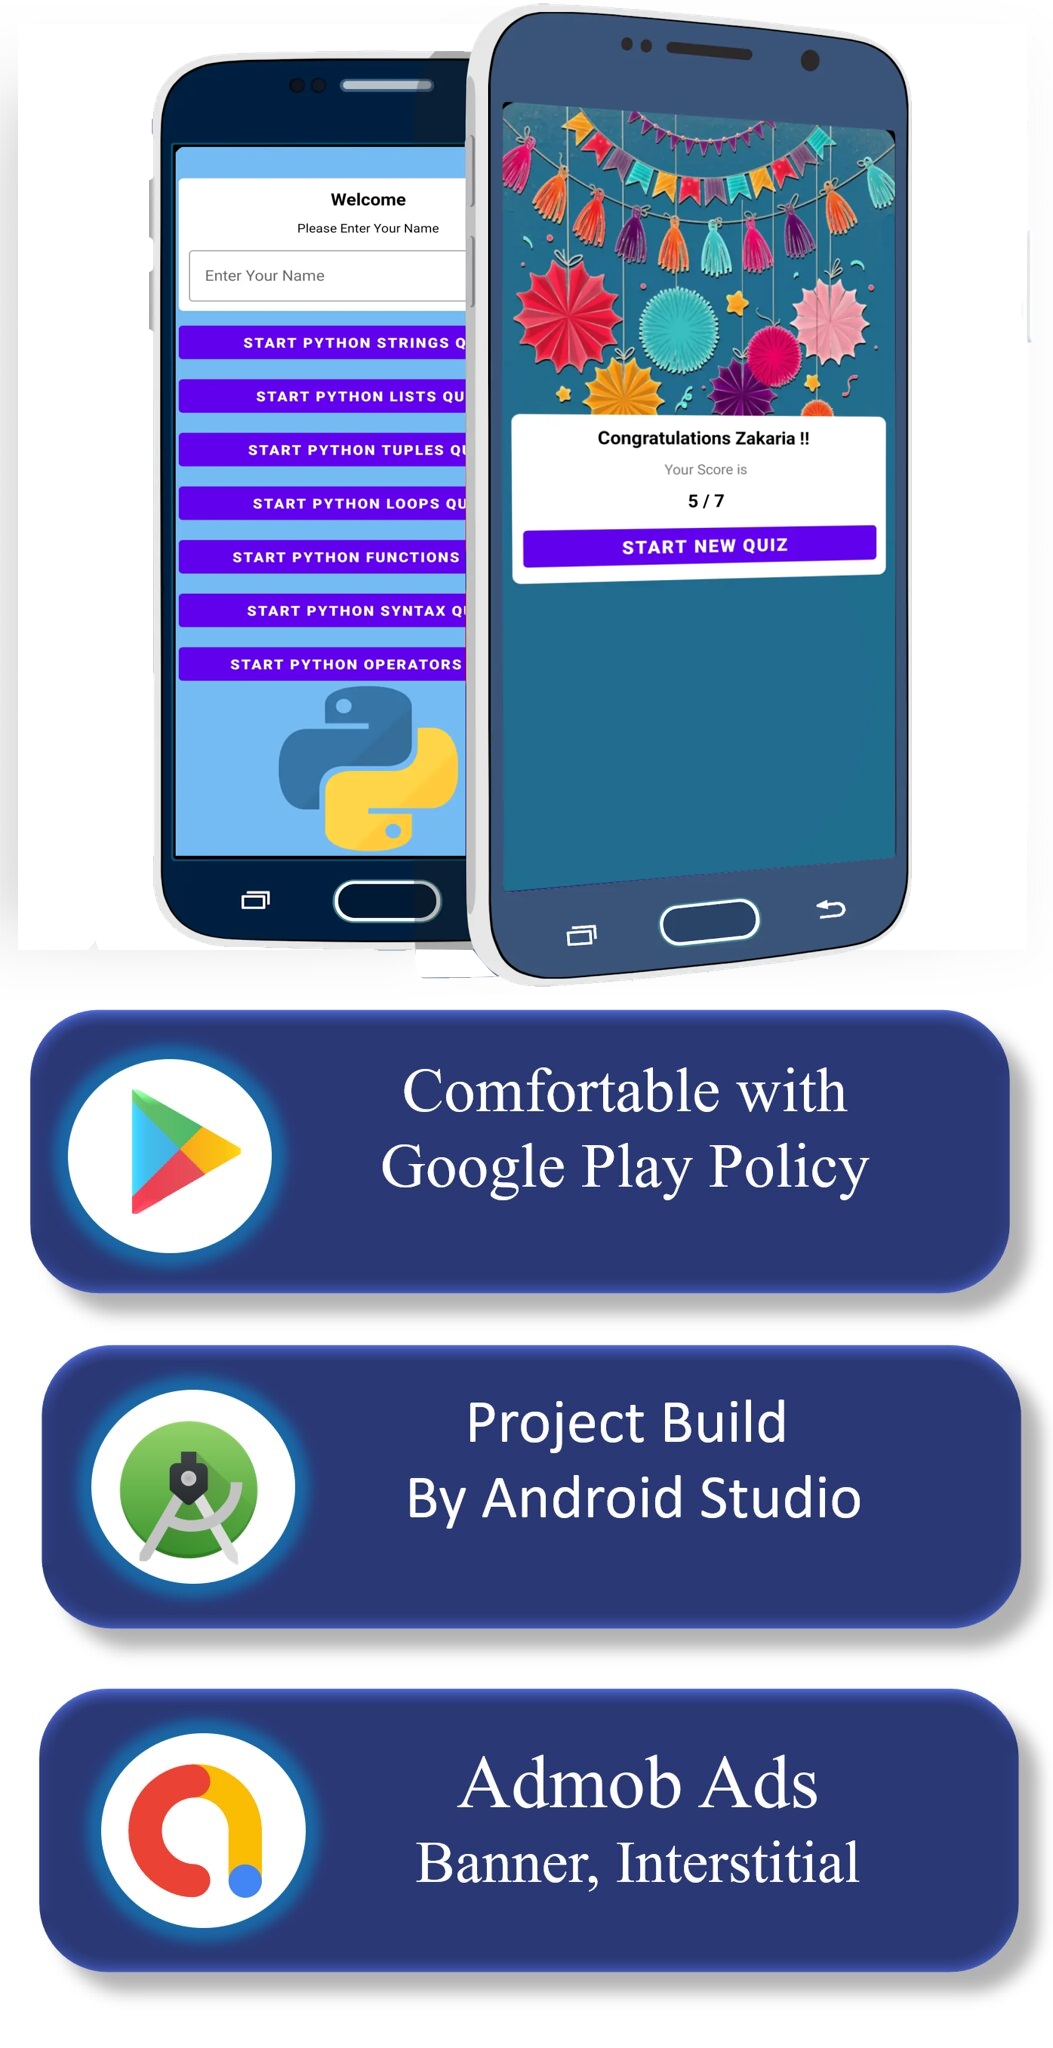 Welcome
Please Enter Your Name
Enter Your Name
START PYTHON STRINGS Q
START PYTHON LISTS QU
START PYTHON TUPLES QU
START PYTHON LOOPS QU
START PYTHON FUNCTIONS
START PYTHON SYNTAX QU
START PYTHON OPERATORS
Congratulations Zakaria !!
Your Score is
5 / 7
START NEW QUIZ
Comfortable with
Google Play Policy
Project Build
By Android Studio
Admob Ads
Banner, Interstitial